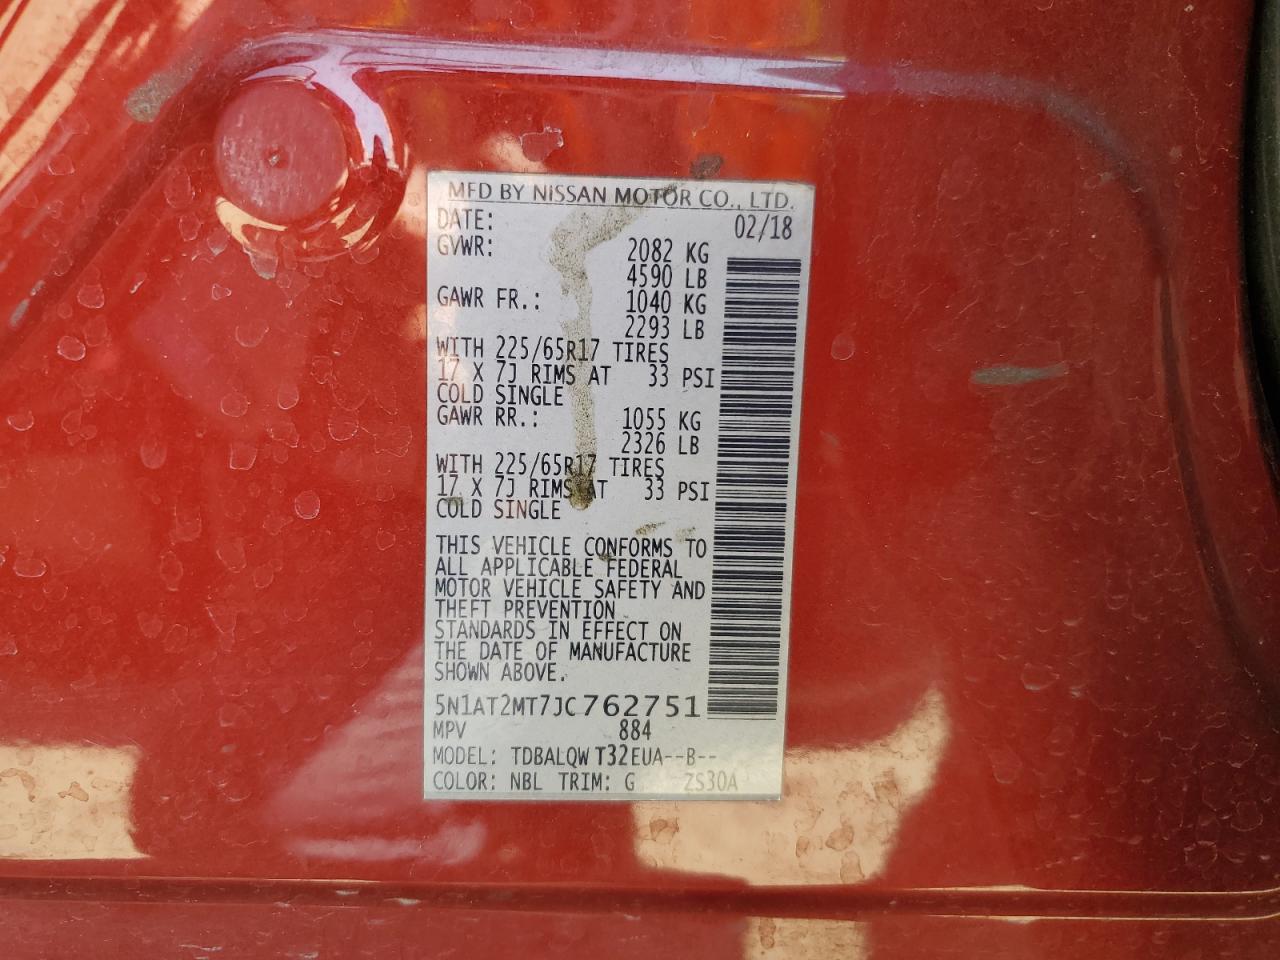 MFD BY NISSAN MOTOR CO., LTD.
DATE: 02/18
GVWR: 2082 KG
4590 LB
GAWR FR.: 1040 KG
2293 LB
WITH 225/65R17 TIRES
17 X 7J RIMS AT 33 PSI
COLD SINGLE
GAWR RR.: 1055 KG
2326 LB
WITH 225/65R17 TIRES
17 X 7J RIMS AT 33 PSI
COLD SINGLE
THIS VEHICLE CONFORMS TO
ALL APPLICABLE FEDERAL
MOTOR VEHICLE SAFETY AND
THEFT PREVENTION
STANDARDS IN EFFECT ON
THE DATE OF MANUFACTURE
SHOWN ABOVE.
5N1AT2MT7JC762751
MPV 884
MODEL: TDBALQW T32EUA--B--
COLOR: NBL TRIM: G ZS30A